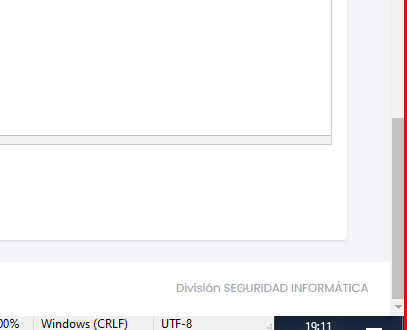 División SEGURIDAD INFORMÁTICA
00% Windows (CRLF) UTF-8 19:11